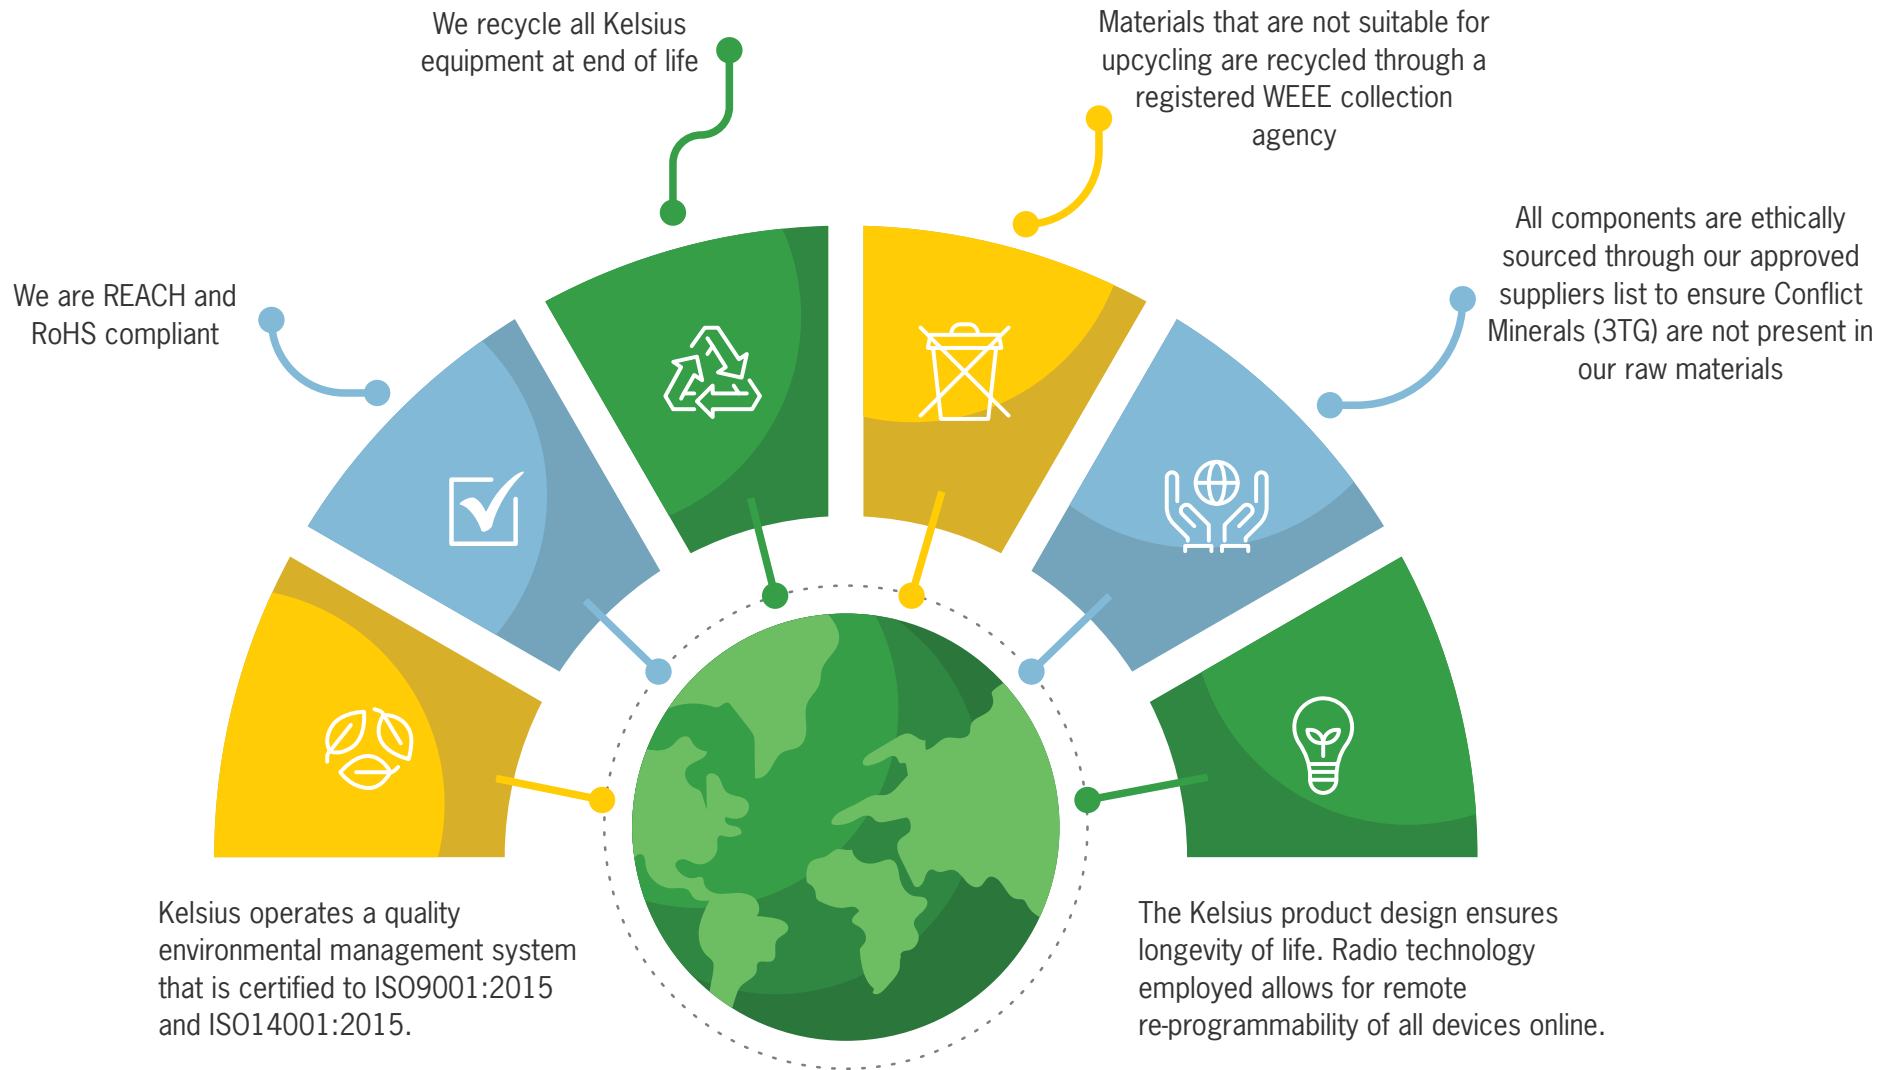 We recycle all Kelsius
equipment at end of life
Materials that are not suitable for
upcycling are recycled through a
registered WEEE collection
agency
We are REACH and
RoHS compliant
All components are ethically
sourced through our approved
suppliers list to ensure Conflict
Minerals (3TG) are not present in
our raw materials
Kelsius operates a quality
environmental management system
that is certified to ISO9001:2015
and ISO14001:2015.
The Kelsius product design ensures
longevity of life. Radio technology
employed allows for remote
re-programmability of all devices online.